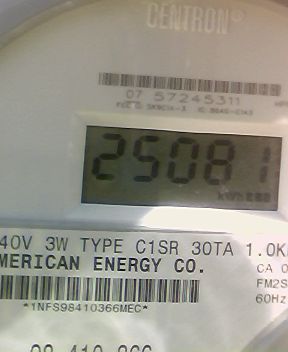 CENTRON®
07 57245311
25081
kWh 888
40V 3W TYPE C1SR 30TA 1.0K
MERICAN ENERGY CO.
CA 0
FM2S
60Hz
*1NFS98410366MEC*